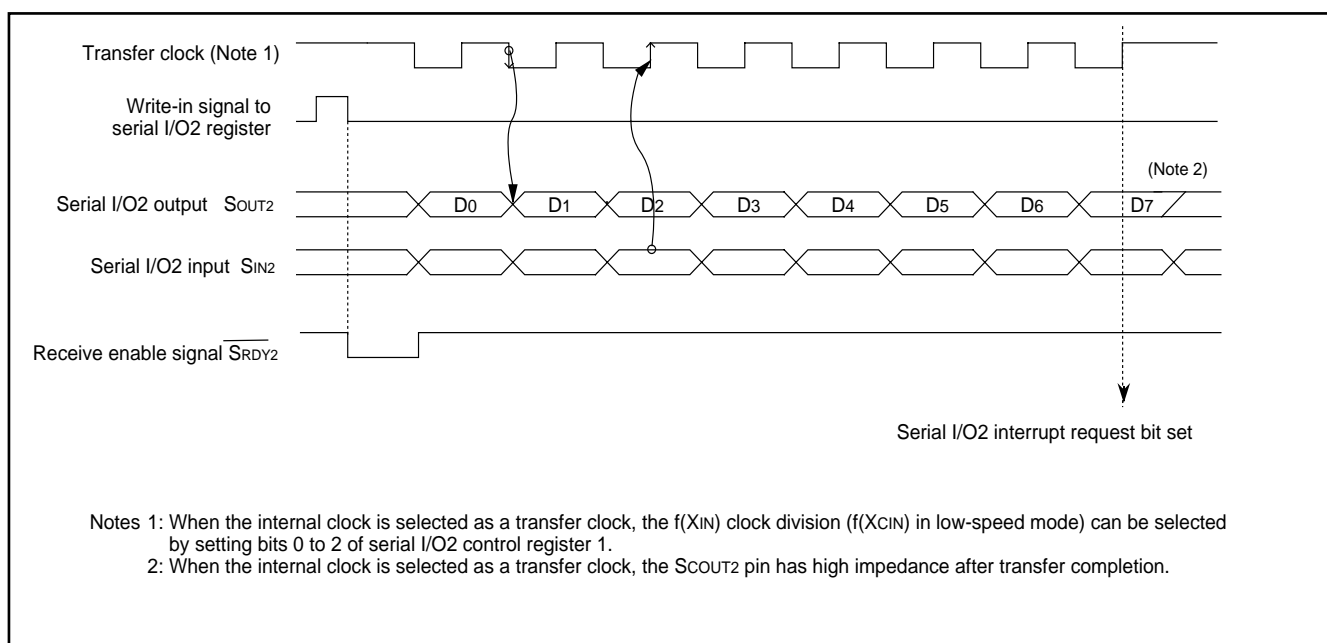 Transfer clock (Note 1)
Write-in signal to
serial I/O2 register
(Note 2)
Serial I/O2 output SOUT2
D0 D1 D2 D3 D4 D5 D6 D7
Serial I/O2 input SIN2
Receive enable signal SRDY2
Serial I/O2 interrupt request bit set
Notes 1: When the internal clock is selected as a transfer clock, the f(XIN) clock division (f(XCIN) in low-speed mode) can be selected
by setting bits 0 to 2 of serial I/O2 control register 1.
2: When the internal clock is selected as a transfer clock, the SCOUT2 pin has high impedance after transfer completion.